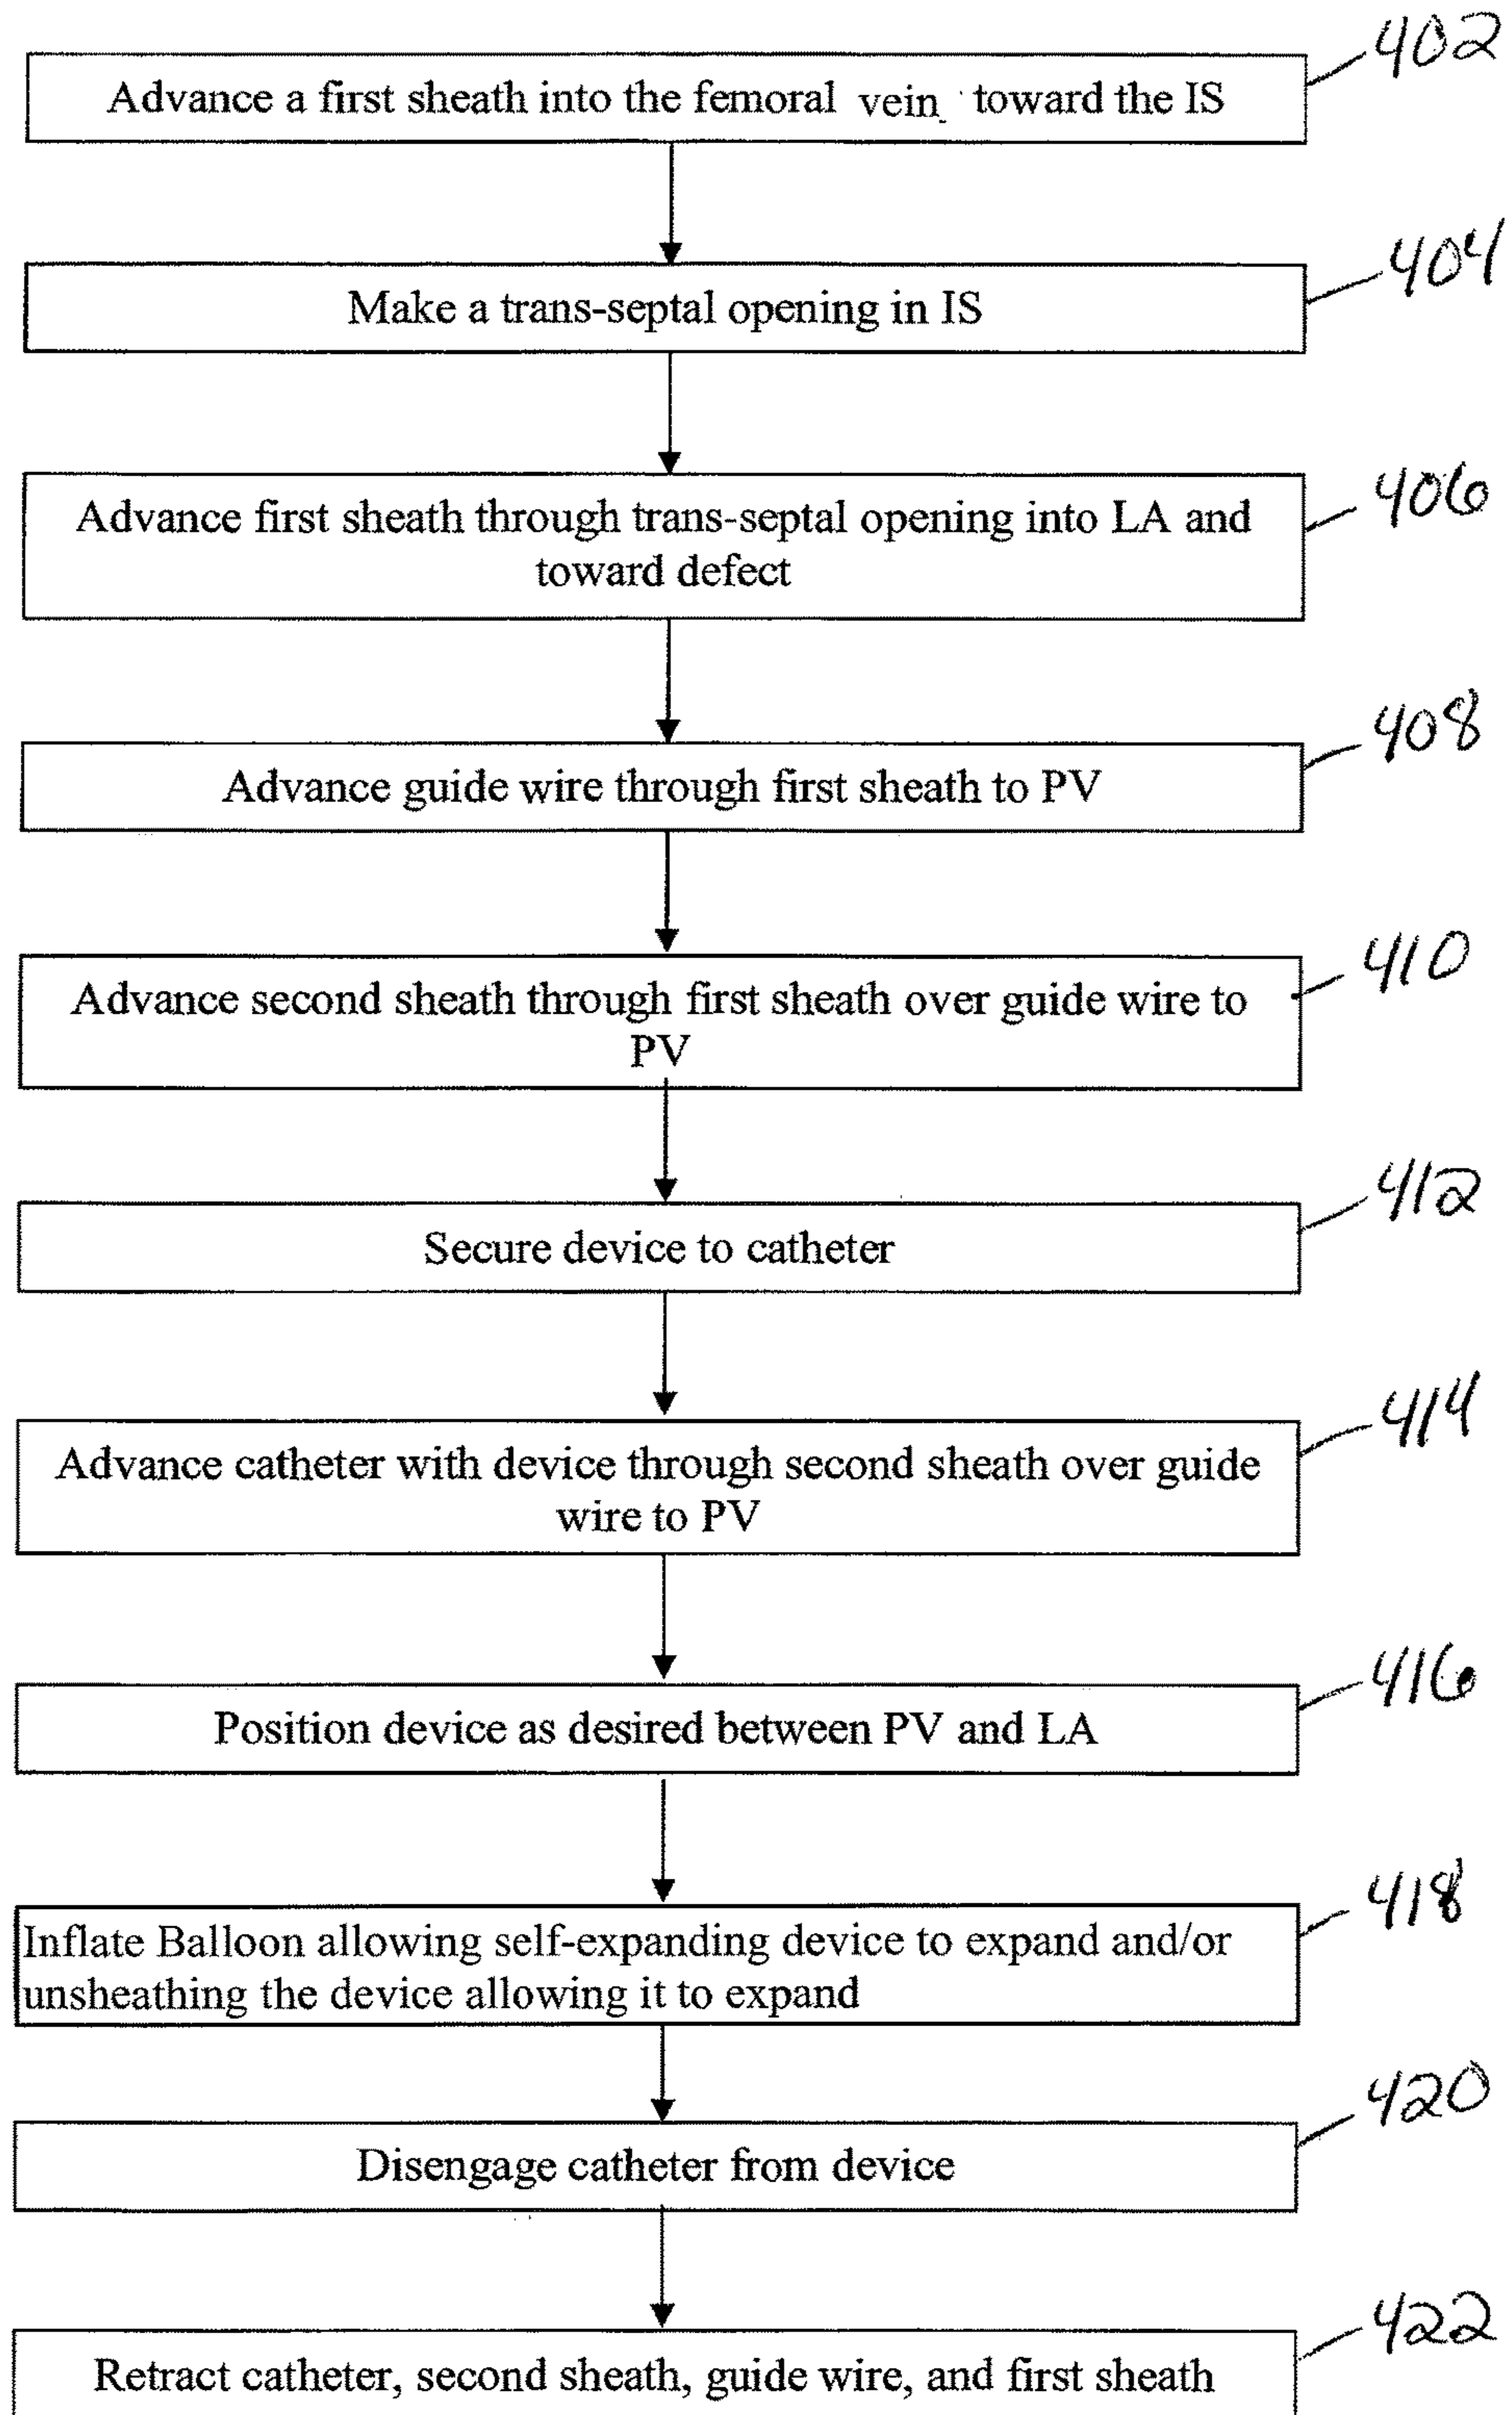 402
Advance a first sheath into the femoral vein toward the IS
404
Make a trans-septal opening in IS
406
Advance first sheath through trans-septal opening into LA and
toward defect
408
Advance guide wire through first sheath to PV
410
Advance second sheath through first sheath over guide wire to
PV
412
Secure device to catheter
414
Advance catheter with device through second sheath over guide
wire to PV
416
Position device as desired between PV and LA
418
Inflate Balloon allowing self-expanding device to expand and/or
unsheathing the device allowing it to expand
420
Disengage catheter from device
422
Retract catheter, second sheath, guide wire, and first sheath